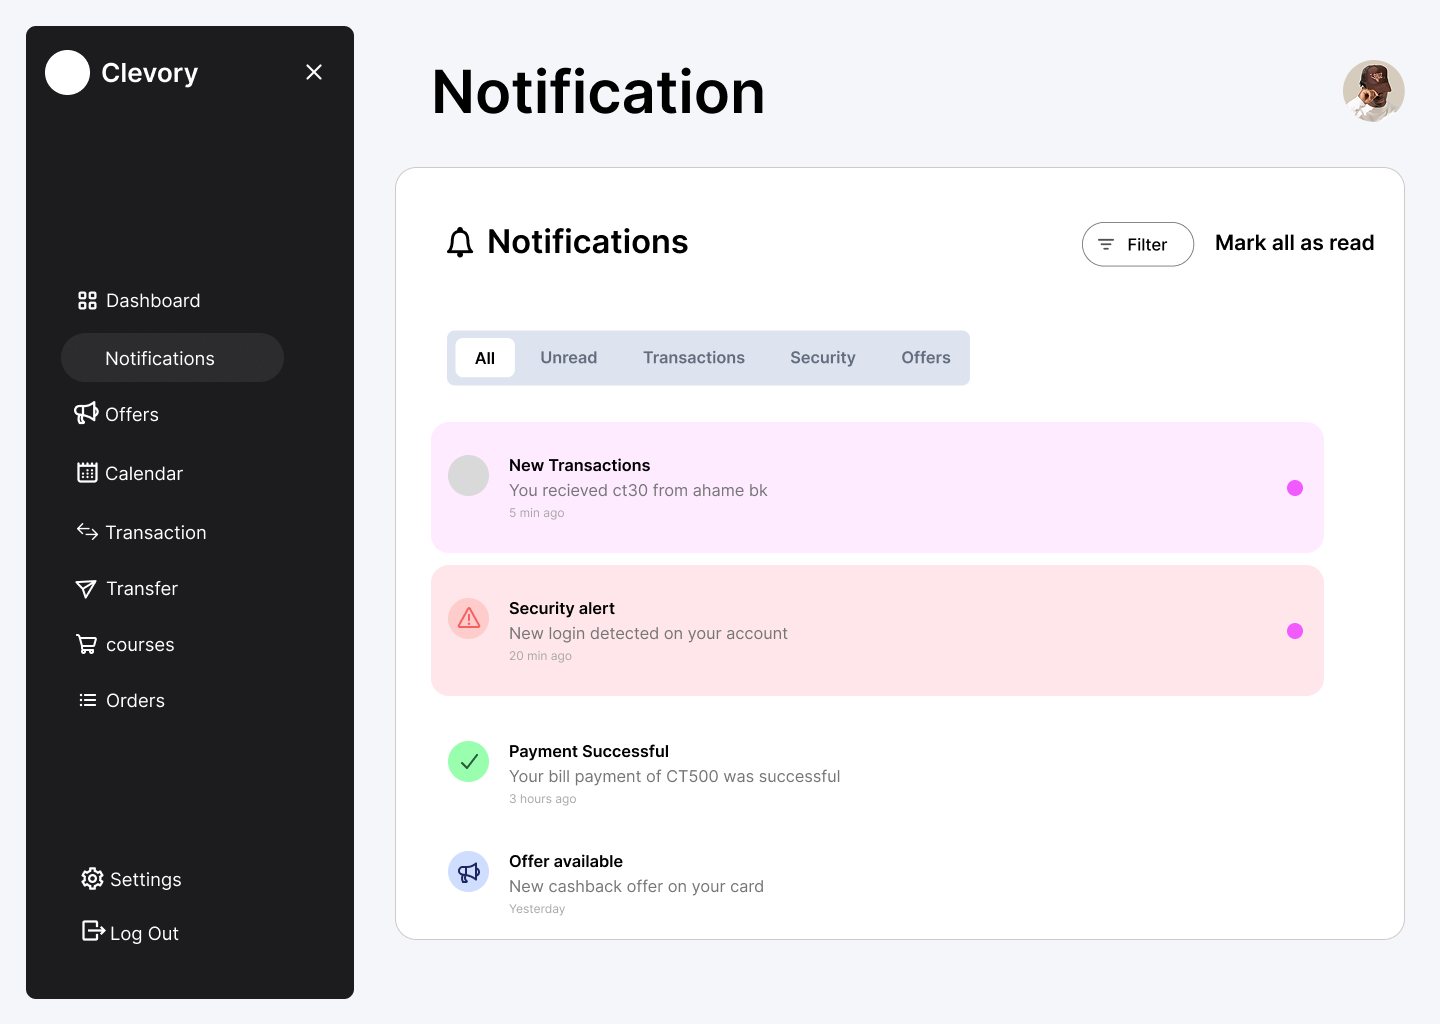 Clevory
Dashboard
Notifications
Offers
Calendar
Transaction
Transfer
courses
Orders
Settings
Log Out
Notification
Notifications
Filter
Mark all as read
All
Unread
Transactions
Security
Offers
New Transactions
You recieved ct30 from ahame bk
5 min ago
Security alert
New login detected on your account
20 min ago
Payment Successful
Your bill payment of CT500 was successful
3 hours ago
Offer available
New cashback offer on your card
Yesterday